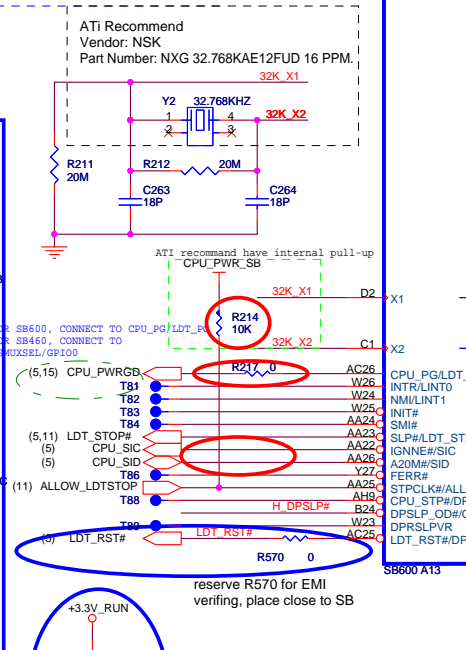 ATi Recommend
Vendor: NSK
Part Number: NXG 32.768KAE12FUD 16 PPM.
32K_X1
Y2 32.768KHZ
1 4 32K_X2
2 3
R211
20M
R212 20M
C263
18P
C264
18P
ATI recommand have internal pull-up
CPU_PWR_SB
32K_X1 D2 X1
R214
10K
OR SB600, CONNECT TO CPU_PG/LDT_PG
OR SB460, CONNECT TO
GMUXSEL/GPIO0
32K_X2 C1 X2
(5,15) CPU_PWRGD R217 0 AC26 CPU_PG/LDT_
T81 W26 INTR/LINT0
T82 W24 NMI/LINT1
T83 W25 INIT#
T84 AA24 SMI#
(5,11) LDT_STOP# AA23 SLP#/LDT_ST
(5) CPU_SIC AA22 IGNNE#/SIC
(5) CPU_SID AA26 A20M#/SID
T86 Y27 FERR#
(11) ALLOW_LDTSTOP AA25 STPCLK#/ALL
T88 AH9 CPU_STP#/DP
H_DPSLP# B24 DPSLP_OD#/G
T89 W23 DPRSLPVR
(5) LDT_RST# LDT_RST# AC25 LDT_RST#/DP
R570 0
SB600 A13
reserve R570 for EMI
verifing, place close to SB
+3.3V_RUN